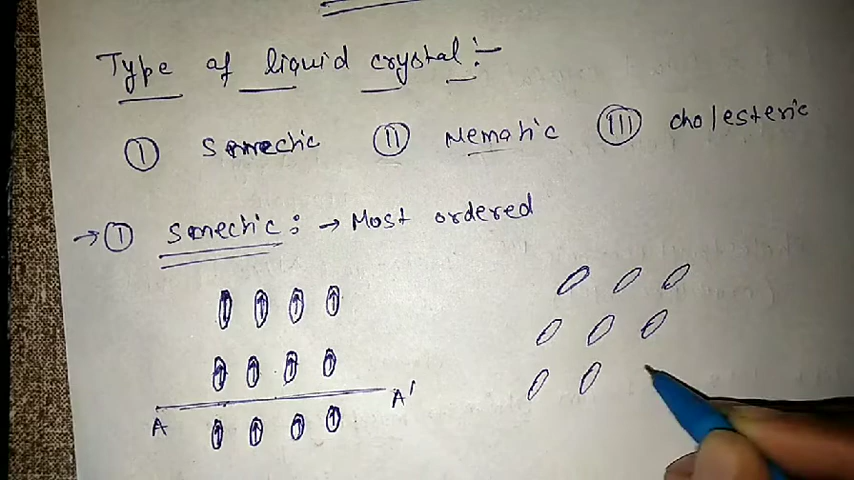 Type of liquid crystal :-
I Smectic II Nematic III cholesteric
→ I Smectic : → Most ordered
A A'